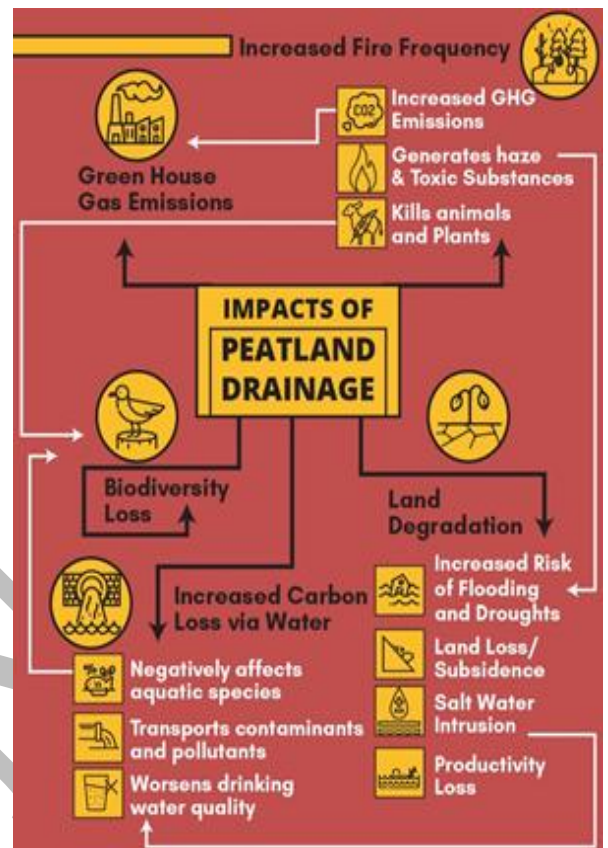 Increased Fire Frequency
CO2
Increased GHG
Emissions
Generates haze
& Toxic Substances
Kills animals
and Plants
Green House
Gas Emissions
IMPACTS OF
PEATLAND
DRAINAGE
Biodiversity
Loss
Land
Degradation
Increased Carbon
Loss via Water
Increased Risk
of Flooding
and Droughts
Land Loss/
Subsidence
Salt Water
Intrusion
Productivity
Loss
Negatively affects
aquatic species
Transports contaminants
and pollutants
Worsens drinking
water quality